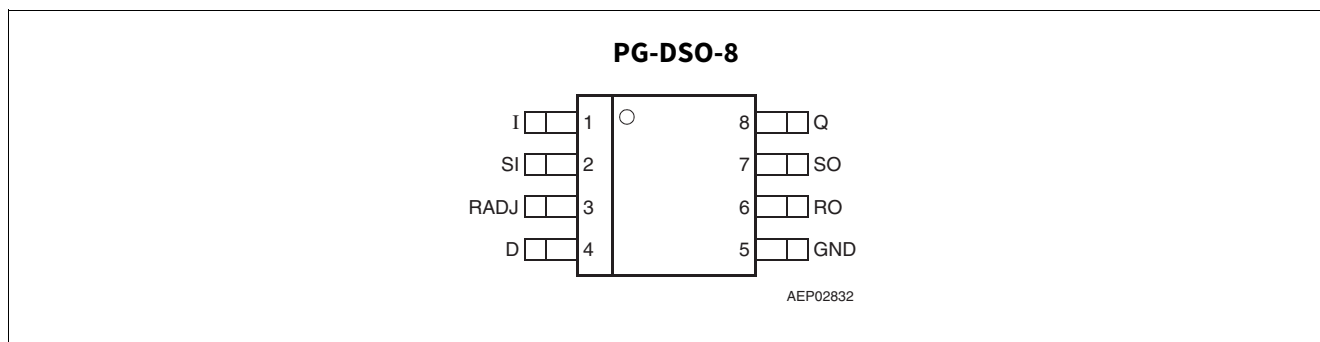 PG-DSO-8
I 1 8 Q
SI 2 7 SO
RADJ 3 6 RO
D 4 5 GND
AEP02832